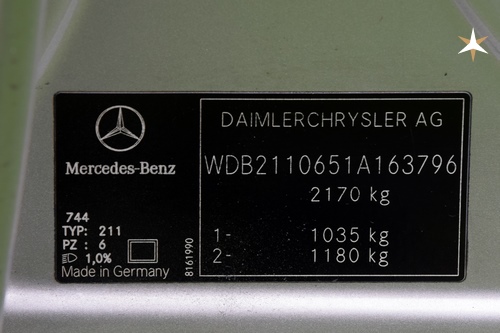 DAIMLERCHRYSLER AG
Mercedes-Benz
WDB2110651A163796
2170 kg
744
TYP: 211
PZ : 6
1,0%
Made in Germany
8161990
1- 1035 kg
2- 1180 kg